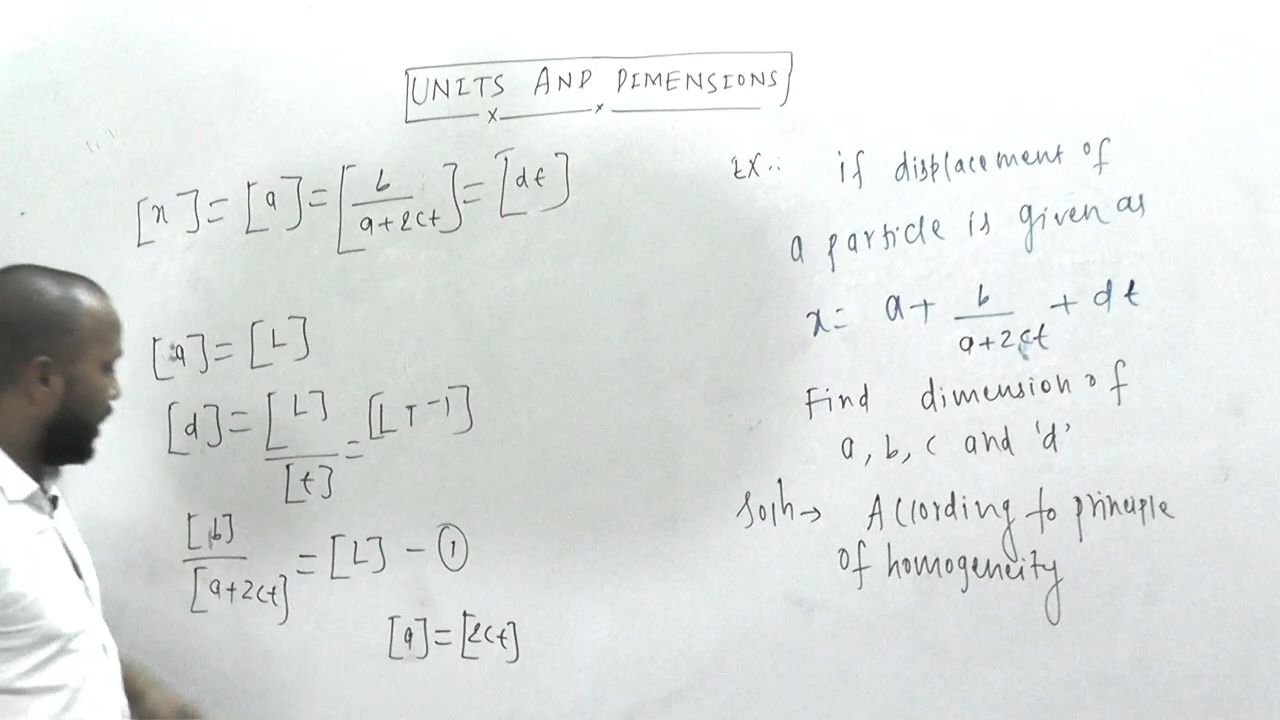 UNITS AND DIMENSIONS
[x] = [a] = [b/(a+2ct)] = [dt]
[a] = [L]
[d] = [L]/[t] = [LT⁻¹]
[b]/[a+2ct] = [L] - ①
[a] = [2ct]
EX:. if displacement of
a particle is given as
x = a + b/(a+2ct) + dt
Find dimension of
a, b, c and 'd'
Solh → According to principle
of homogeneity